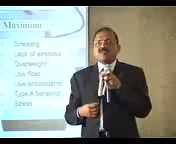 Maximum
Smoking
Lack of exercise
Overweight
Low fiber
Low antioxidants
Type A behavior
Stress